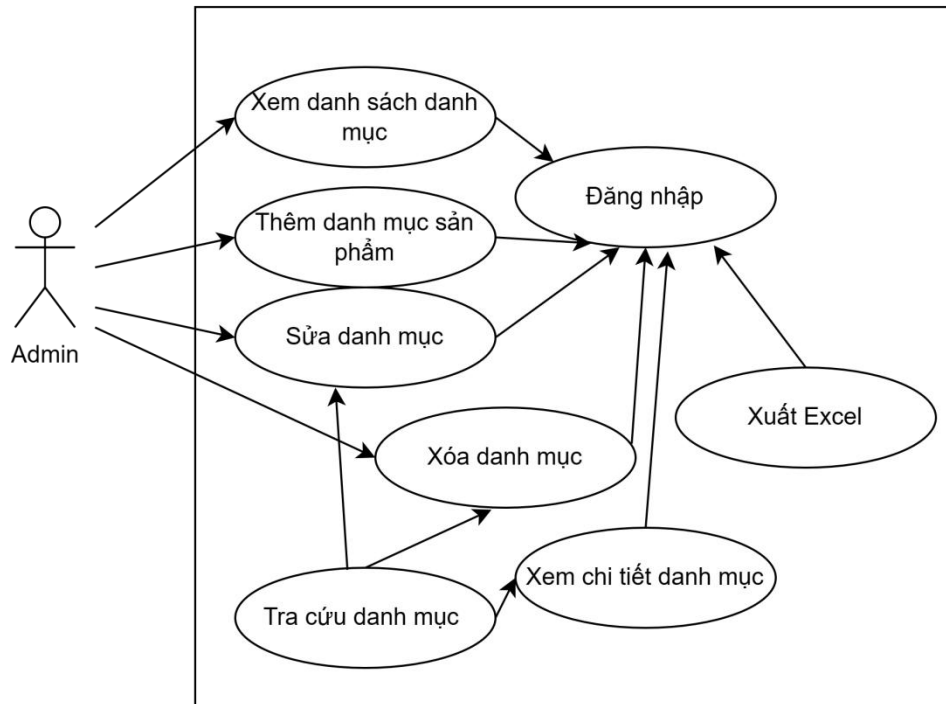 Xem danh sách danh
mục
Đăng nhập
Thêm danh mục sản
phẩm
Sửa danh mục
Admin
Xuất Excel
Xóa danh mục
Xem chi tiết danh mục
Tra cứu danh mục